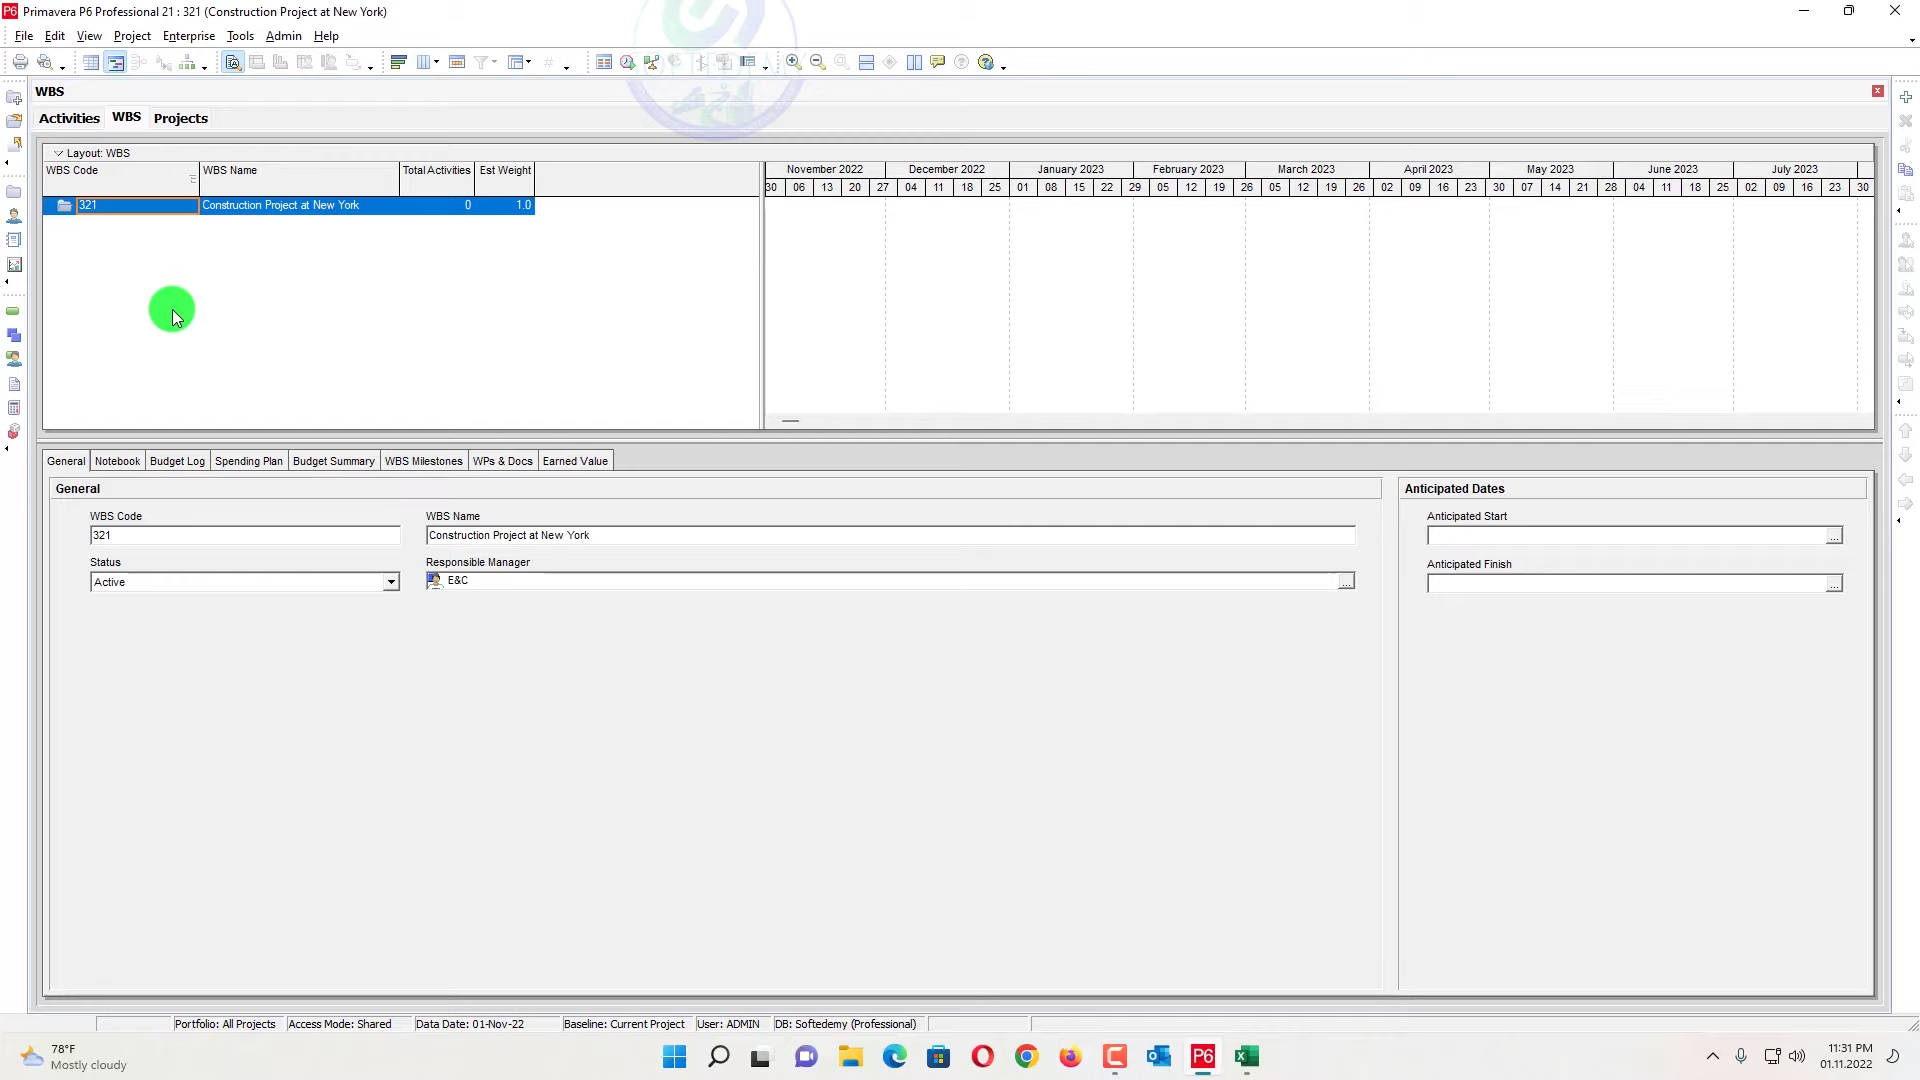 Primavera P6 Professional 21 : 321 (Construction Project at New York)
File Edit View Project Enterprise Tools Admin Help
WBS
Activities WBS Projects
Layout: WBS
WBS Code WBS Name Total Activities Est Weight
November 2022 December 2022 January 2023 February 2023 March 2023 April 2023 May 2023 June 2023 July 2023
30 06 13 20 27 04 11 18 25 01 08 15 22 29 05 12 19 26 05 12 19 26 02 09 16 23 30 07 14 21 28 04 11 18 25 02 09 16 23 30
321 Construction Project at New York 0 1.0
General Notebook Budget Log Spending Plan Budget Summary WBS Milestones WPs & Docs Earned Value
General
Anticipated Dates
WBS Code WBS Name
Anticipated Start
321 Construction Project at New York
Status Responsible Manager
Anticipated Finish
Active E&C
Portfolio: All Projects Access Mode: Shared Data Date: 01-Nov-22 Baseline: Current Project User: ADMIN DB: Softedemy (Professional)
78°F
Mostly cloudy
11:31 PM
01.11.2022